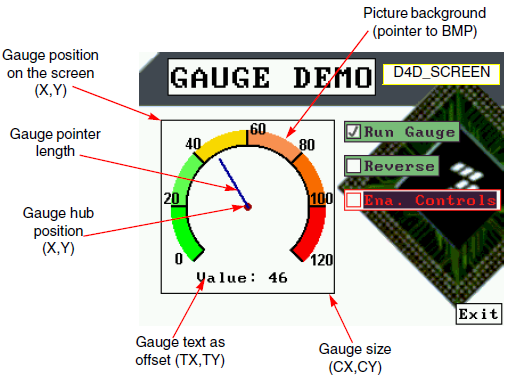 Picture background
(pointer to BMP)
Gauge position
on the screen
(X,Y)
GAUGE DEMO
D4D_SCREEN
Gauge pointer
length
Gauge hub
position
(X,Y)
0
20
40
60
80
100
120
Value: 46
Run Gauge
Reverse
Ena. Controls
Exit
Gauge text as
offset (TX,TY)
Gauge size
(CX,CY)